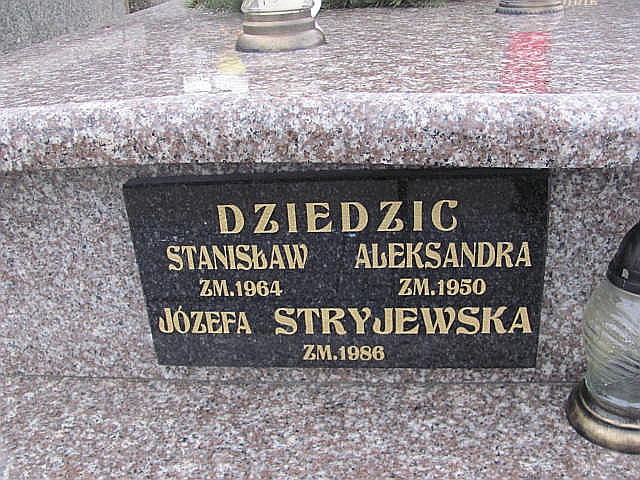 DZIEDZIC
STANISŁAW ALEKSANDRA
ZM.1964 ZM.1950
JÓZEFA STRYJEWSKA
ZM.1986